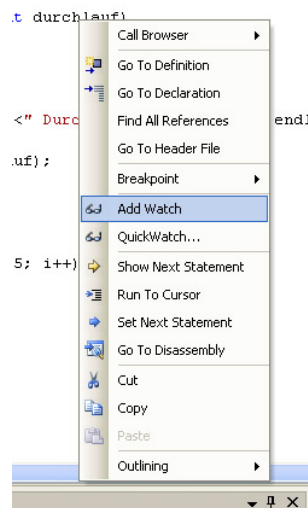 t durchlauf)
Call Browser
Go To Definition
Go To Declaration
<" Durc
Find All References
endl
Go To Header File
uf);
Breakpoint
Add Watch
QuickWatch...
5; i++)
Show Next Statement
Run To Cursor
Set Next Statement
Go To Disassembly
Cut
Copy
Paste
Outlining